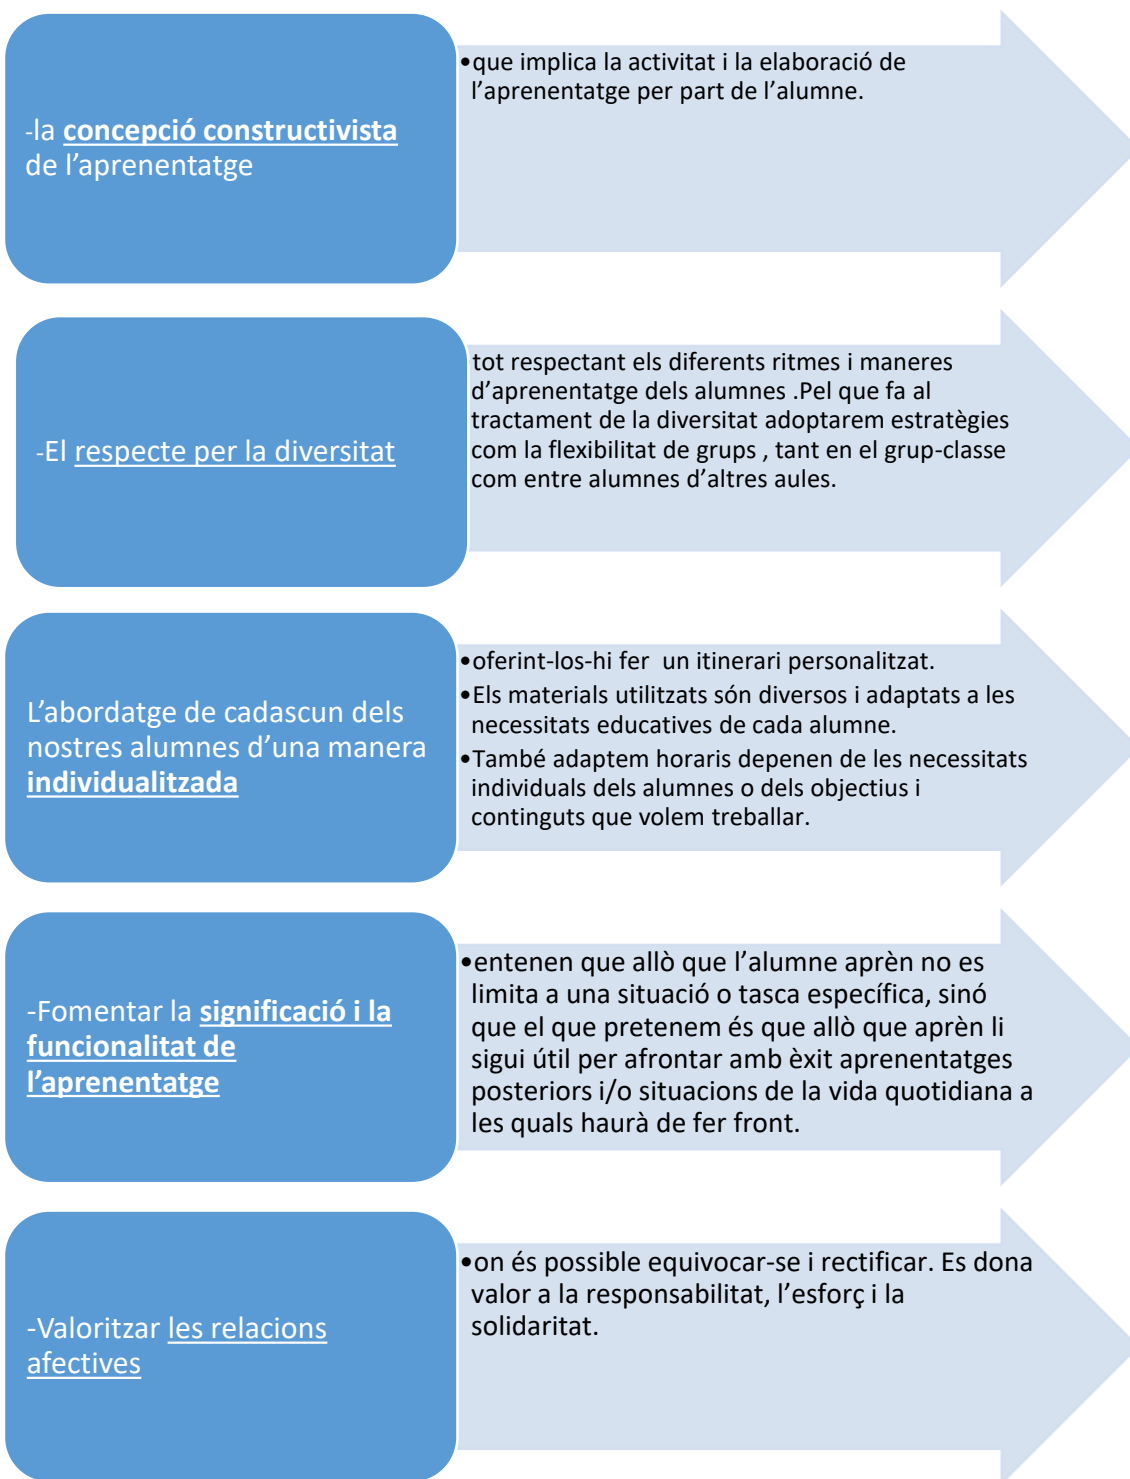 -la concepció constructivista
de l'aprenentatge
•que implica la activitat i la elaboració de
l'aprenentatge per part de l'alumne.
-El respecte per la diversitat
tot respectant els diferents ritmes i maneres
d'aprenentatge dels alumnes .Pel que fa al
tractament de la diversitat adoptarem estratègies
com la flexibilitat de grups , tant en el grup-classe
com entre alumnes d'altres aules.
L'abordatge de cadascun dels
nostres alumnes d'una manera
individualitzada
•oferint-los-hi fer  un itinerari personalitzat.
•Els materials utilitzats són diversos i adaptats a les
necessitats educatives de cada alumne.
•També adaptem horaris depenen de les necessitats
individuals dels alumnes o dels objectius i
continguts que volem treballar.
-Fomentar la significació i la
funcionalitat de
l'aprenentatge
•entenen que allò que l'alumne aprèn no es
limita a una situació o tasca específica, sinó
que el que pretenem és que allò que aprèn li
sigui útil per afrontar amb èxit aprenentatges
posteriors i/o situacions de la vida quotidiana a
les quals haurà de fer front.
-Valoritzar les relacions
afectives
•on és possible equivocar-se i rectificar. Es dona
valor a la responsabilitat, l'esforç i la
solidaritat.